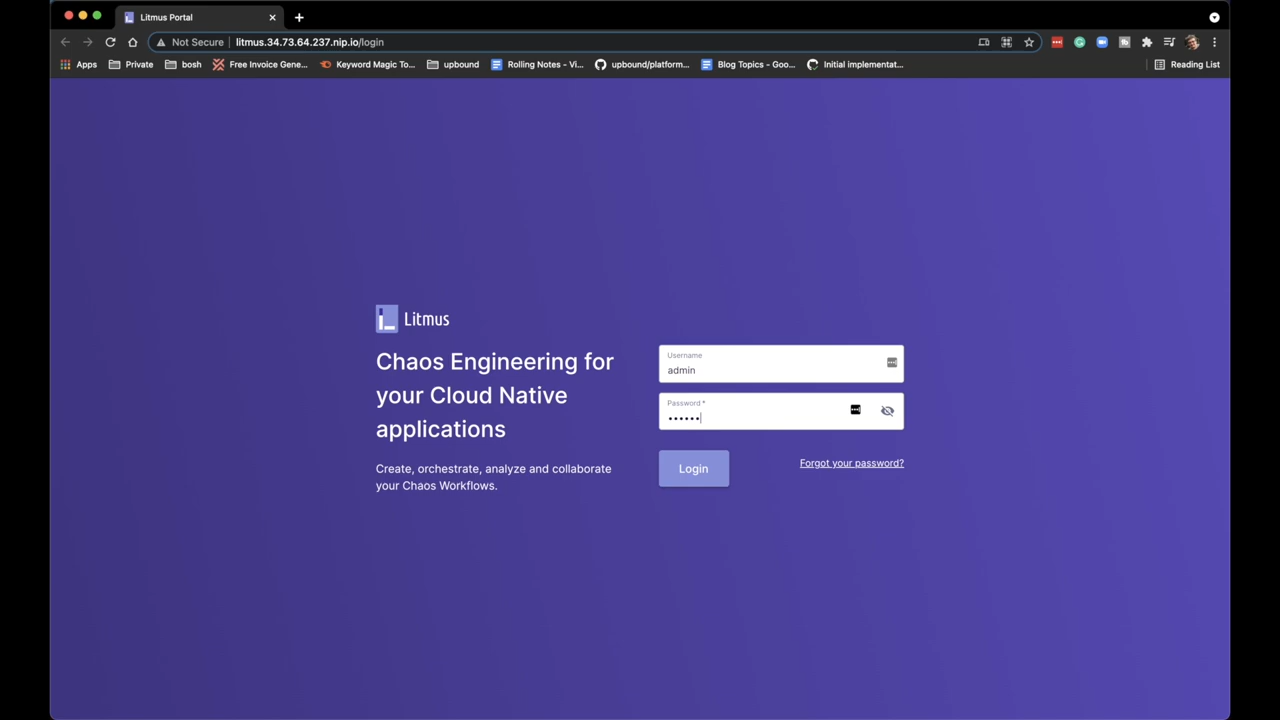 Litmus Portal
Not Secure litmus.34.73.64.237.nip.io/login
Apps Private bosh Free Invoice Gene... Keyword Magic To... upbound Rolling Notes - Vi... upbound/platform... Blog Topics - Goo... Initial implementat... Reading List
Litmus
Chaos Engineering for
your Cloud Native
applications
Create, orchestrate, analyze and collaborate
your Chaos Workflows.
Username
admin
Password *
••••••
Login
Forgot your password?